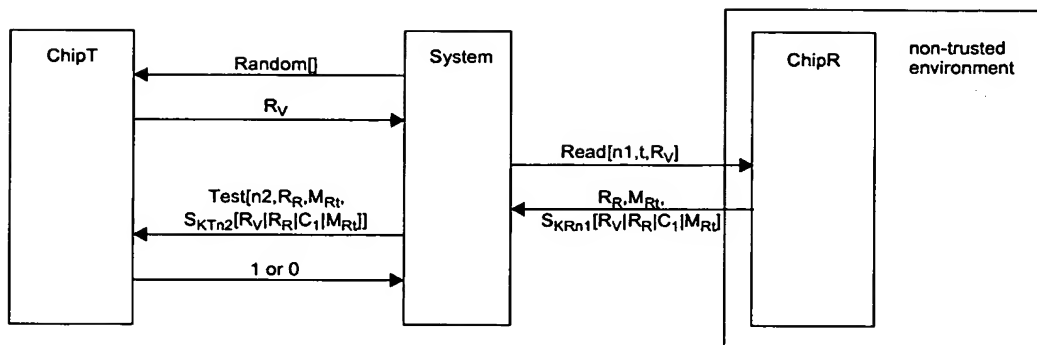 ChipT
System
ChipR
non-trusted
environment
Random[]
R_V
Read[n1,t,R_V]
Test[n2,R_R,M_Rt,
S_KTn2[R_V|R_R|C_1|M_Rt]]
R_R,M_Rt,
S_KRn1[R_V|R_R|C_1|M_Rt]
1 or 0